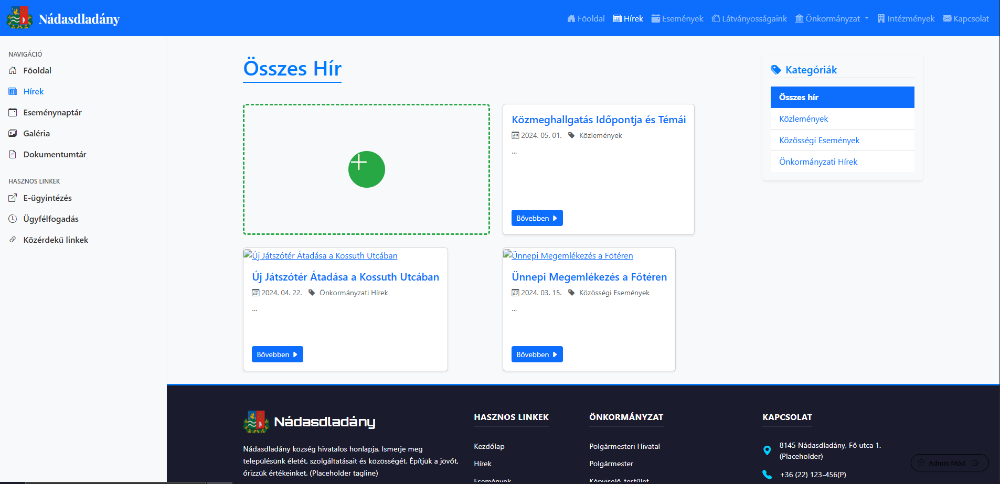 Nádasdladány
Főoldal Hírek Események Látványosságaink Önkormányzat Intézmények Kapcsolat
NAVIGÁCIÓ
Főoldal
Hírek
Eseménynaptár
Galéria
Dokumentumtár
HASZNOS LINKEK
E-ügyintézés
Ügyfélfogadás
Közérdekű linkek
Összes Hír
Közmeghallgatás Időpontja és Témái
2024. 05. 01. Közlemények
...
Bővebben
Új Játszótér Átadása a Kossuth Utcában
Új Játszótér Átadása a Kossuth Utcában
2024. 04. 22. Önkormányzati Hírek
...
Bővebben
Ünnepi Megemlékezés a Főtéren
Ünnepi Megemlékezés a Főtéren
2024. 03. 15. Közösségi Események
...
Bővebben
Kategóriák
Összes hír
Közlemények
Közösségi Események
Önkormányzati Hírek
Nádasdladány
Nádasdladány község hivatalos honlapja. Ismerje meg
településünk életét, szolgáltatásait és közösségét. Építjük a jövőt,
őrizzük értékeinket. (Placeholder tagline)
HASZNOS LINKEK
Kezdőlap
Hírek
Események
ÖNKORMÁNYZAT
Polgármesteri Hivatal
Polgármester
Képviselő-testület
KAPCSOLAT
8145 Nádasdladány, Fő utca 1.
(Placeholder)
+36 (22) 123-456(P)
Admin Mód